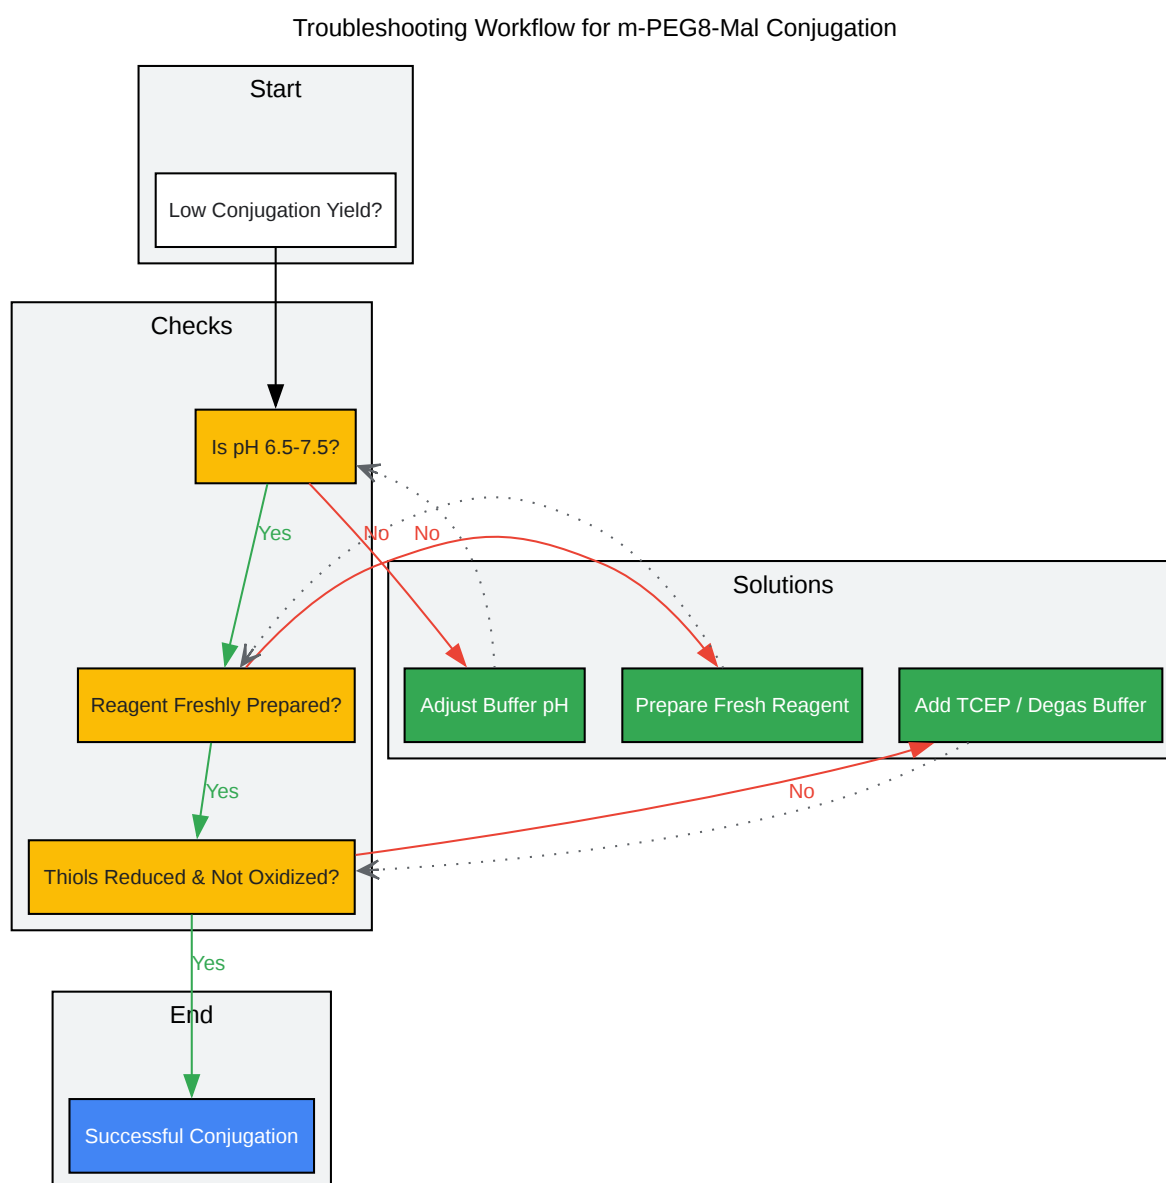 Troubleshooting Workflow for m-PEG8-Mal Conjugation
Start
Low Conjugation Yield?
Checks
Is pH 6.5-7.5?
Yes
No
No
Solutions
Reagent Freshly Prepared?
Adjust Buffer pH
Prepare Fresh Reagent
Add TCEP / Degas Buffer
Yes
No
Thiols Reduced & Not Oxidized?
Yes
End
Successful Conjugation